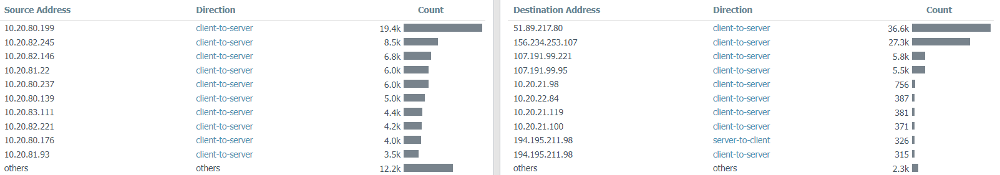 Source Address Direction Count
10.20.80.199 client-to-server 19.4k
10.20.82.245 client-to-server 8.5k
10.20.82.146 client-to-server 6.8k
10.20.81.22 client-to-server 6.0k
10.20.80.237 client-to-server 6.0k
10.20.80.139 client-to-server 5.0k
10.20.83.111 client-to-server 4.4k
10.20.82.221 client-to-server 4.2k
10.20.80.176 client-to-server 4.0k
10.20.81.93 client-to-server 3.5k
others others 12.2k
Destination Address Direction Count
51.89.217.80 client-to-server 36.6k
156.234.253.107 client-to-server 27.3k
107.191.99.221 client-to-server 5.8k
107.191.99.95 client-to-server 5.5k
10.20.21.98 client-to-server 756
10.20.22.84 client-to-server 387
10.20.21.119 client-to-server 381
10.20.21.100 client-to-server 371
194.195.211.98 server-to-client 326
194.195.211.98 client-to-server 315
others others 2.3k